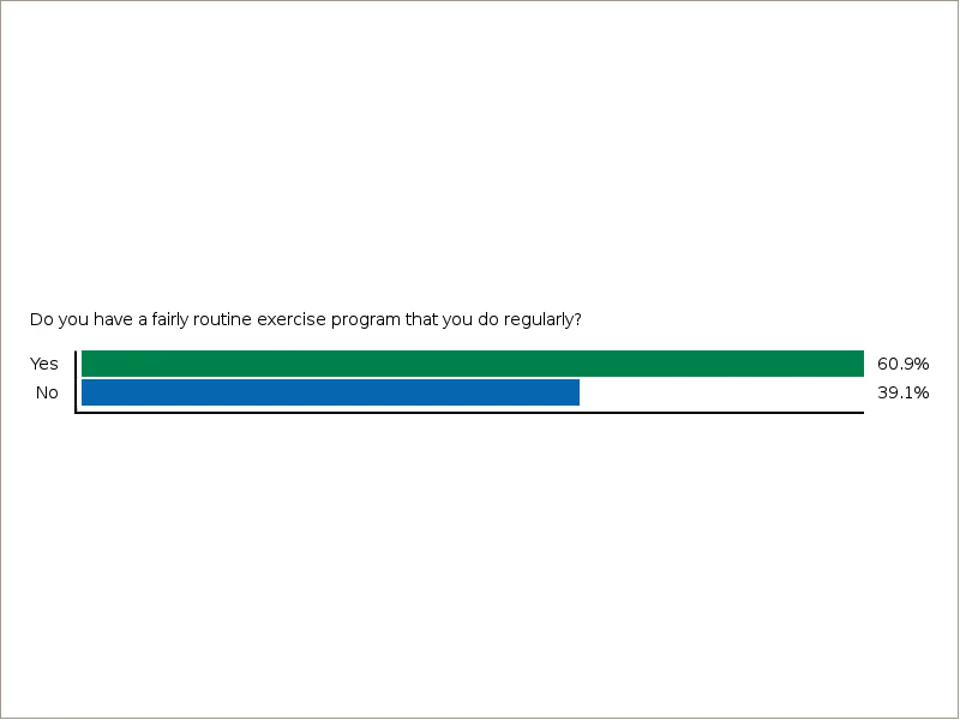 Do you have a fairly routine exercise program that you do regularly?
Yes 60.9%
No 39.1%